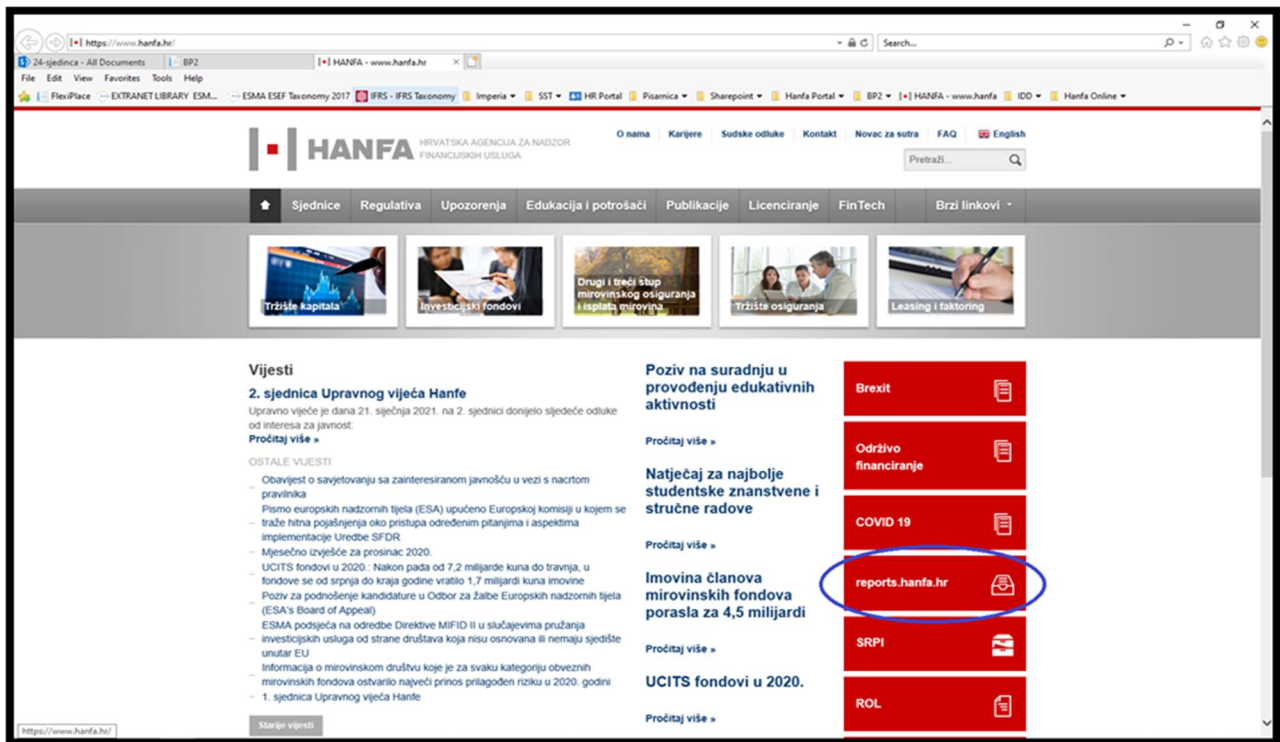 https://www.hanfa.hr/
Search...
24-sjedinca - All Documents
BP2
HANFA - www.hanfa.hr
File Edit View Favorites Tools Help
FlexiPlace
EXTRANET LIBRARY ESM...
ESMA ESEF Taxonomy 2017
IFRS - IFRS Taxonomy
Imperia
SST
HR Portal
Pisarnica
Sharepoint
Hanfa Portal
BP2
HANFA - www.hanfa
IDD
Hanfa Online
HANFA
HRVATSKA AGENCIJA ZA NADZOR
FINANCIJSKIH USLUGA
O nama
Karijere
Sudske odluke
Kontakt
Novac za sutra
FAQ
English
Pretraži...
Sjednice
Regulativa
Upozorenja
Edukacija i potrošači
Publikacije
Licenciranje
FinTech
Brzi linkovi
Tržište kapitala
Investicijski fondovi
Drugi i treći stup
mirovinskog osiguranja
i isplata mirovina
Tržište osiguranja
Leasing i faktoring
Vijesti
2. sjednica Upravnog vijeća Hanfe
Upravno vijeće je dana 21. siječnja 2021. na 2. sjednici donijelo sljedeće odluke
od interesa za javnost:
Pročitaj više »
OSTALE VIJESTI
Obavijest o savjetovanju sa zainteresiranom javnošću u vezi s nacrtom
pravilnika
Pismo europskih nadzornih tijela (ESA) upućeno Europskoj komisiji u kojem se
traže hitna pojašnjenja oko pristupa određenim pitanjima i aspektima
implementacije Uredbe SFDR
Mjesečno izvješće za prosinac 2020.
UCITS fondovi u 2020.: Nakon pada od 7,2 milijarde kuna do travnja, u
fondove se od srpnja do kraja godine vratilo 1,7 milijardi kuna imovine
Poziv za podnošenje kandidature u Odbor za žalbe Europskih nadzornih tijela
(ESA's Board of Appeal)
ESMA podsjeća na odredbe Direktive MIFID II u slučajevima pružanja
investicijskih usluga od strane društava koja nisu osnovana ili nemaju sjedište
unutar EU
Informacija o mirovinskom društvu koje je za svaku kategoriju obveznih
mirovinskih fondova ostvarilo najveći prinos prilagođen riziku u 2020. godini
1. sjednica Upravnog vijeća Hanfe
Starije vijesti
Poziv na suradnju u
provođenju edukativnih
aktivnosti
Pročitaj više »
Natječaj za najbolje
studentske znanstvene i
stručne radove
Pročitaj više »
Imovina članova
mirovinskih fondova
porasla za 4,5 milijardi
Pročitaj više »
UCITS fondovi u 2020.
Pročitaj više »
Brexit
Održivo
financiranje
COVID 19
reports.hanfa.hr
SRPI
ROL
https://www.hanfa.hr/